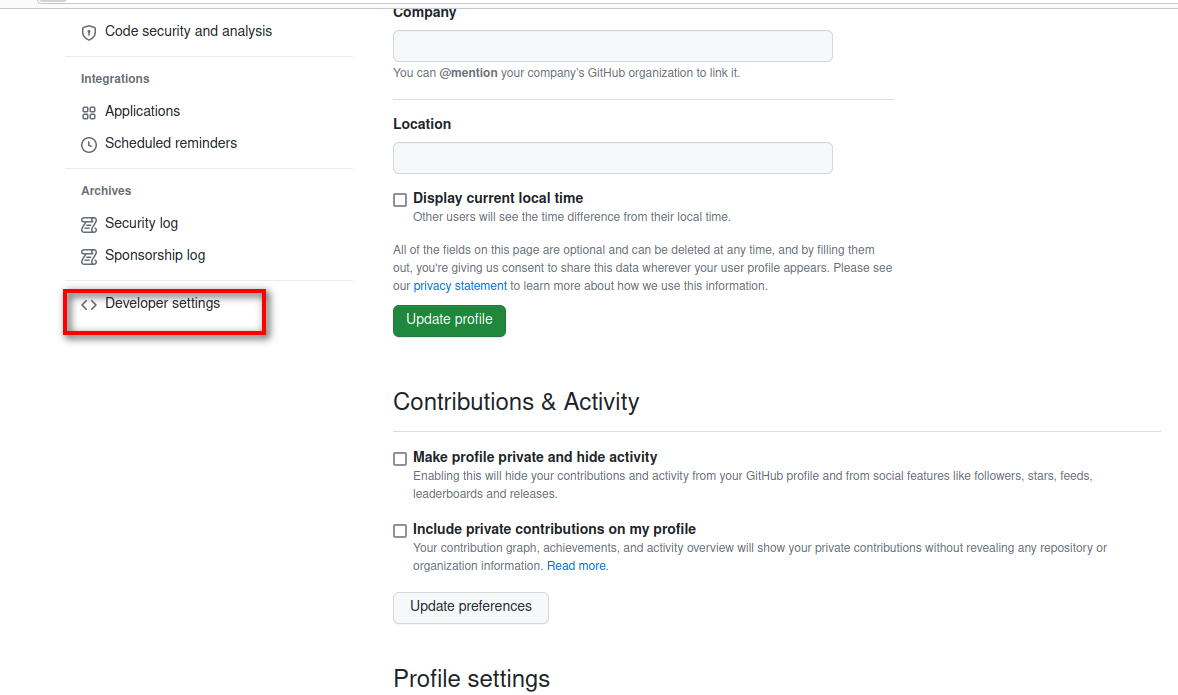 Code security and analysis
Integrations
Applications
Scheduled reminders
Archives
Security log
Sponsorship log
Developer settings
Company
You can @mention your company's GitHub organization to link it.
Location
Display current local time
Other users will see the time difference from their local time.
All of the fields on this page are optional and can be deleted at any time, and by filling them
out, you're giving us consent to share this data wherever your user profile appears. Please see
our privacy statement to learn more about how we use this information.
Update profile
Contributions & Activity
Make profile private and hide activity
Enabling this will hide your contributions and activity from your GitHub profile and from social features like followers, stars, feeds,
leaderboards and releases.
Include private contributions on my profile
Your contribution graph, achievements, and activity overview will show your private contributions without revealing any repository or
organization information. Read more.
Update preferences
Profile settings